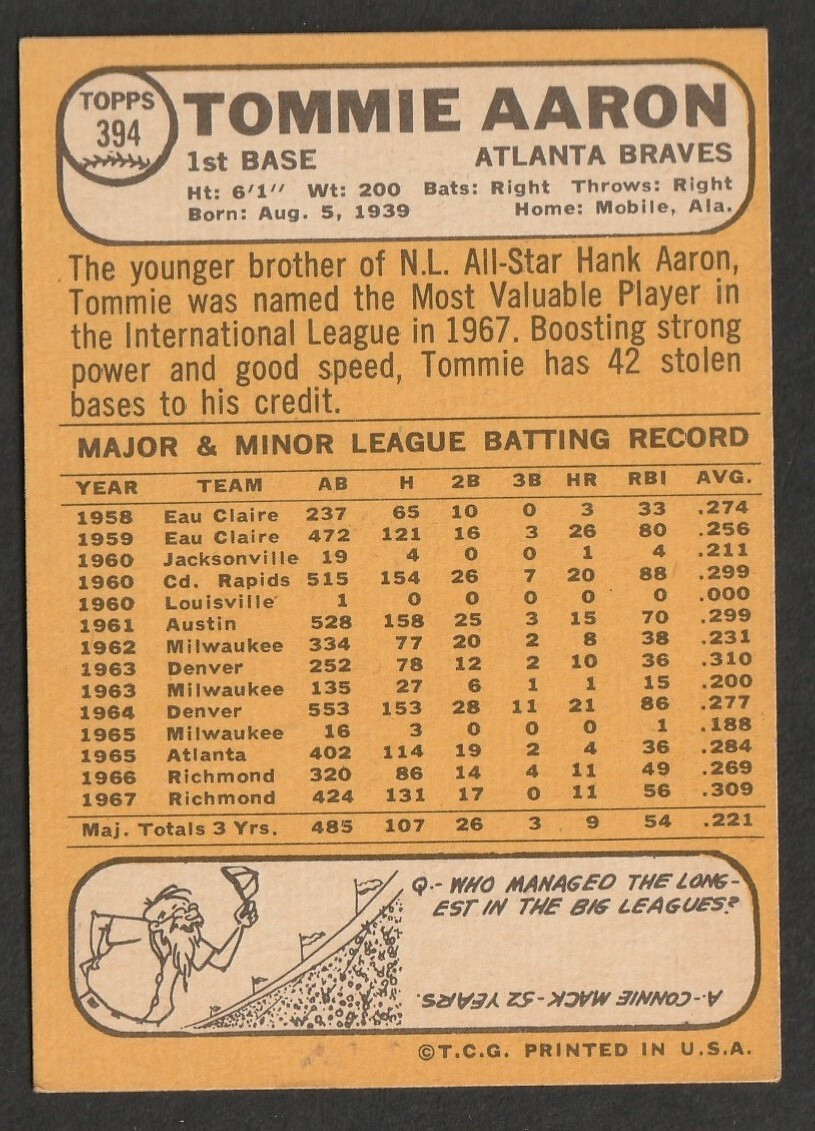 TOPPS
394
TOMMIE AARON
1st BASE ATLANTA BRAVES
Ht: 6'1" Wt: 200 Bats: Right Throws: Right
Born: Aug. 5, 1939 Home: Mobile, Ala.
The younger brother of N.L. All-Star Hank Aaron,
Tommie was named the Most Valuable Player in
the International League in 1967. Boosting strong
power and good speed, Tommie has 42 stolen
bases to his credit.
MAJOR & MINOR LEAGUE BATTING RECORD
YEAR TEAM AB H 2B 3B HR RBI AVG.
1958 Eau Claire 237 65 10 0 3 33 .274
1959 Eau Claire 472 121 16 3 26 80 .256
1960 Jacksonville 19 4 0 0 1 4 .211
1960 Cd. Rapids 515 154 26 7 20 88 .299
1960 Louisville 1 0 0 0 0 0 .000
1961 Austin 528 158 25 3 15 70 .299
1962 Milwaukee 334 77 20 2 8 38 .231
1963 Denver 252 78 12 2 10 36 .310
1963 Milwaukee 135 27 6 1 1 15 .200
1964 Denver 553 153 28 11 21 86 .277
1965 Milwaukee 16 3 0 0 0 1 .188
1965 Atlanta 402 114 19 2 4 36 .284
1966 Richmond 320 86 14 4 11 49 .269
1967 Richmond 424 131 17 0 11 56 .309
Maj. Totals 3 Yrs. 485 107 26 3 9 54 .221
Q.- WHO MANAGED THE LONG-
EST IN THE BIG LEAGUES?
A-CONNIE MACK-52 YEARS.
©T.C.G. PRINTED IN U.S.A.